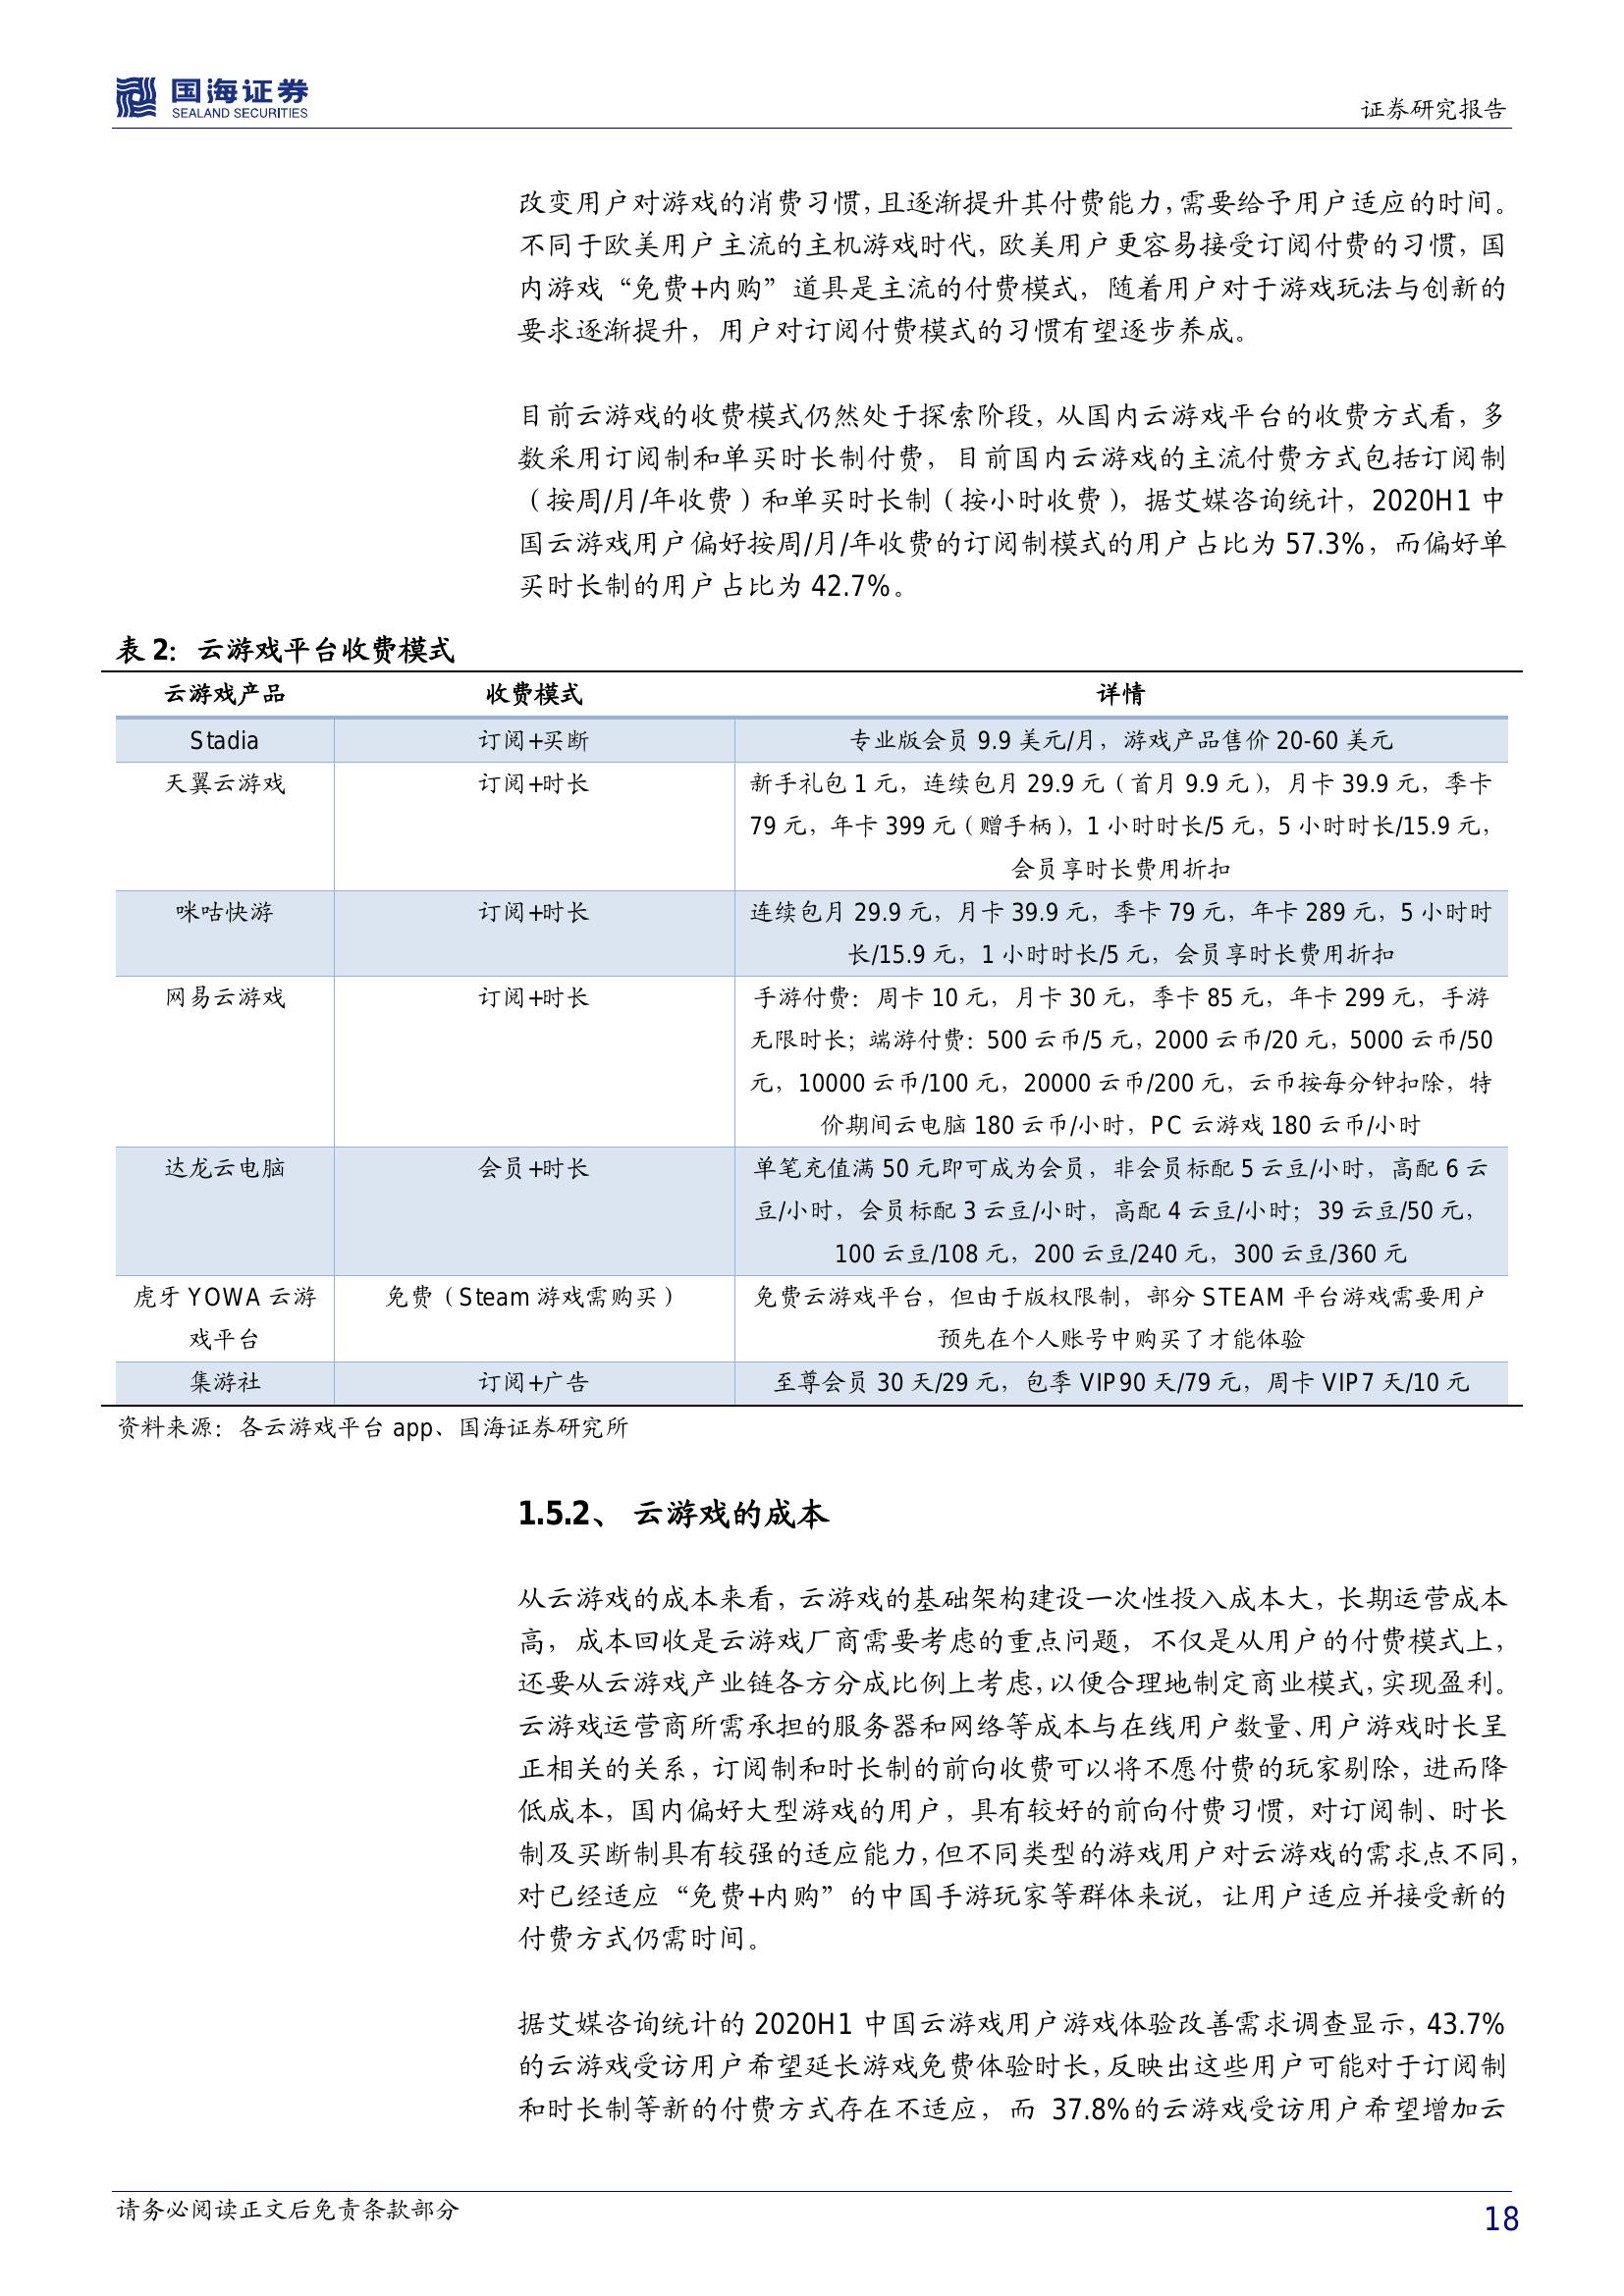 国海证券
SEALAND SECURITIES
证券研究报告
改变用户对游戏的消费习惯，且逐渐提升其付费能力，需要给予用户适应的时间。
不同于欧美用户主流的主机游戏时代，欧美用户更容易接受订阅付费的习惯，国
内游戏“免费+内购”道具是主流的付费模式，随着用户对于游戏玩法与创新的
要求逐渐提升，用户对订阅付费模式的习惯有望逐步养成。
目前云游戏的收费模式仍然处于探索阶段，从国内云游戏平台的收费方式看，多
数采用订阅制和单买时长制付费，目前国内云游戏的主流付费方式包括订阅制
（按周/月/年收费）和单买时长制（按小时收费），据艾媒咨询统计，2020H1 中
国云游戏用户偏好按周/月/年收费的订阅制模式的用户占比为 57.3%，而偏好单
买时长制的用户占比为 42.7%。
表 2：云游戏平台收费模式
云游戏产品 收费模式 详情
Stadia 订阅+买断 专业版会员 9.9 美元/月，游戏产品售价 20-60 美元
天翼云游戏 订阅+时长 新手礼包 1 元，连续包月 29.9 元（首月 9.9 元），月卡 39.9 元，季卡
79 元，年卡 399 元（赠手柄），1 小时时长/5 元，5 小时时长/15.9 元，
会员享时长费用折扣
咪咕快游 订阅+时长 连续包月 29.9 元，月卡 39.9 元，季卡 79 元，年卡 289 元，5 小时时
长/15.9 元，1 小时时长/5 元，会员享时长费用折扣
网易云游戏 订阅+时长 手游付费：周卡 10 元，月卡 30 元，季卡 85 元，年卡 299 元，手游
无限时长；端游付费：500 云币/5 元，2000 云币/20 元，5000 云币/50
元，10000 云币/100 元，20000 云币/200 元，云币按每分钟扣除，特
价期间云电脑 180 云币/小时，PC 云游戏 180 云币/小时
达龙云电脑 会员+时长 单笔充值满 50 元即可成为会员，非会员标配 5 云豆/小时，高配 6 云
豆/小时，会员标配 3 云豆/小时，高配 4 云豆/小时；39 云豆/50 元，
100 云豆/108 元，200 云豆/240 元，300 云豆/360 元
虎牙 YOWA 云游 免费（Steam 游戏需购买） 免费云游戏平台，但由于版权限制，部分 STEAM 平台游戏需要用户
戏平台 预先在个人账号中购买了才能体验
集游社 订阅+广告 至尊会员 30 天/29 元，包季 VIP90 天/79 元，周卡 VIP7 天/10 元
资料来源：各云游戏平台 app、国海证券研究所
1.5.2、 云游戏的成本
从云游戏的成本来看，云游戏的基础架构建设一次性投入成本大，长期运营成本
高，成本回收是云游戏厂商需要考虑的重点问题，不仅是从用户的付费模式上，
还要从云游戏产业链各方分成比例上考虑，以便合理地制定商业模式，实现盈利。
云游戏运营商所需承担的服务器和网络等成本与在线用户数量、用户游戏时长呈
正相关的关系，订阅制和时长制的前向收费可以将不愿付费的玩家剔除，进而降
低成本，国内偏好大型游戏的用户，具有较好的前向付费习惯，对订阅制、时长
制及买断制具有较强的适应能力，但不同类型的游戏用户对云游戏的需求点不同，
对已经适应“免费+内购”的中国手游玩家等群体来说，让用户适应并接受新的
付费方式仍需时间。
据艾媒咨询统计的 2020H1 中国云游戏用户游戏体验改善需求调查显示，43.7%
的云游戏受访用户希望延长游戏免费体验时长，反映出这些用户可能对于订阅制
和时长制等新的付费方式存在不适应，而 37.8%的云游戏受访用户希望增加云
请务必阅读正文后免责条款部分
18